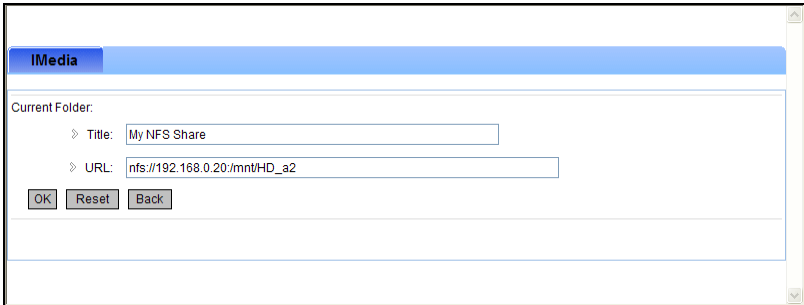 IMedia
Current Folder:
Title: My NFS Share
URL: nfs://192.168.0.20:/mnt/HD_a2
OK Reset Back